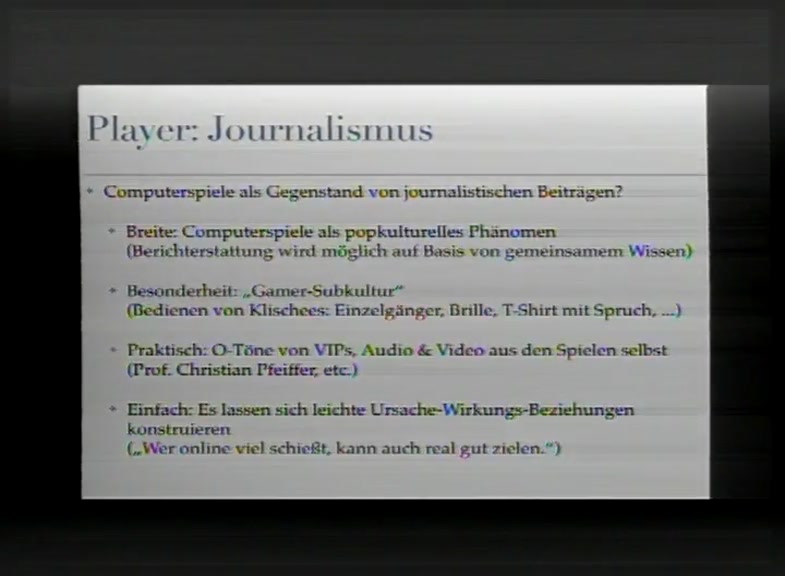 Player: Journalismus
Computerspiele als Gegenstand von journalistischen Beiträgen?
Breite: Computerspiele als popkulturelles Phänomen
(Berichterstattung wird möglich auf Basis von gemeinsamem Wissen)
Besonderheit: „Gamer-Subkultur“
(Bedienen von Klischees: Einzelgänger, Brille, T-Shirt mit Spruch, ...)
Praktisch: O-Töne von VIPs, Audio & Video aus den Spielen selbst
(Prof. Christian Pfeiffer, etc.)
Einfach: Es lassen sich leichte Ursache-Wirkungs-Beziehungen
konstruieren
(„Wer online viel schießt, kann auch real gut zielen.“)